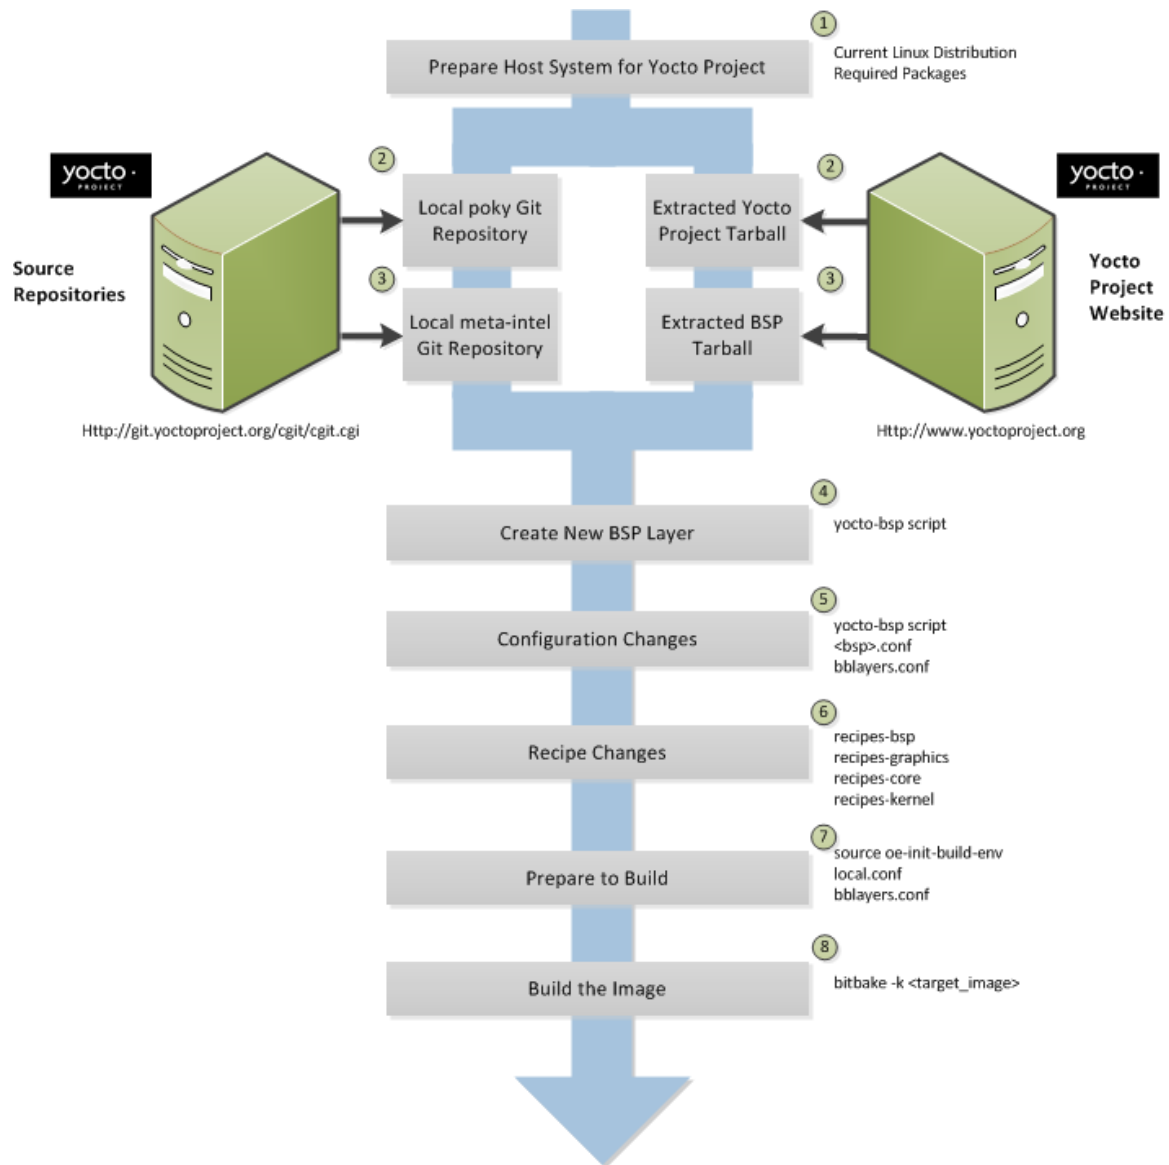 1
Prepare Host System for Yocto Project
Current Linux Distribution
Required Packages
yocto ·
PROJECT
2
Local poky Git
Repository
2
Extracted Yocto
Project Tarball
yocto ·
PROJECT
Source
Repositories
3
Local meta-intel
Git Repository
3
Extracted BSP
Tarball
Yocto
Project
Website
Http://git.yoctoproject.org/cgit/cgit.cgi
Http://www.yoctoproject.org
4
Create New BSP Layer
yocto-bsp script
5
Configuration Changes
yocto-bsp script
<bsp>.conf
bblayers.conf
6
Recipe Changes
recipes-bsp
recipes-graphics
recipes-core
recipes-kernel
7
Prepare to Build
source oe-init-build-env
local.conf
bblayers.conf
8
Build the Image
bitbake -k <target_image>